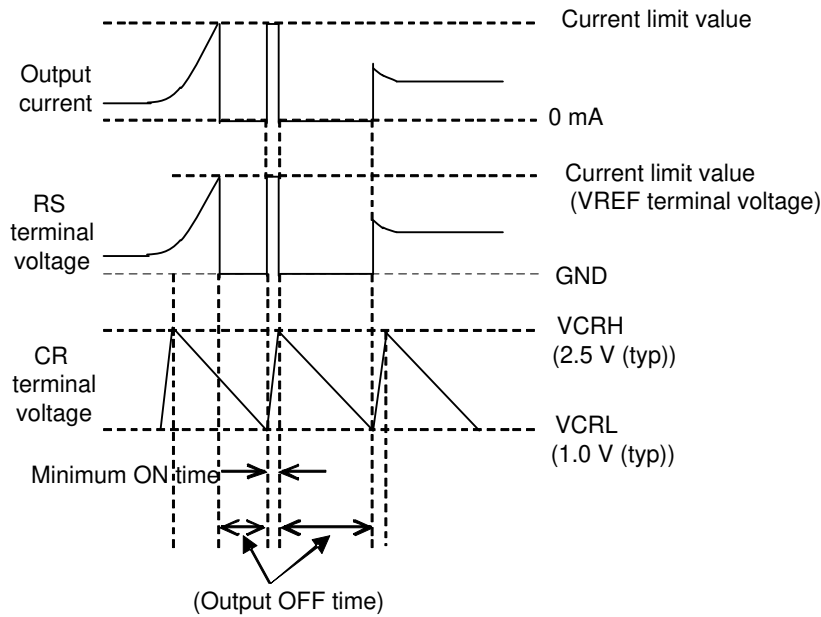 Current limit value
Output
current
0 mA
Current limit value
(VREF terminal voltage)
RS
terminal
voltage
GND
VCRH
(2.5 V (typ))
CR
terminal
voltage
VCRL
(1.0 V (typ))
Minimum ON time
(Output OFF time)